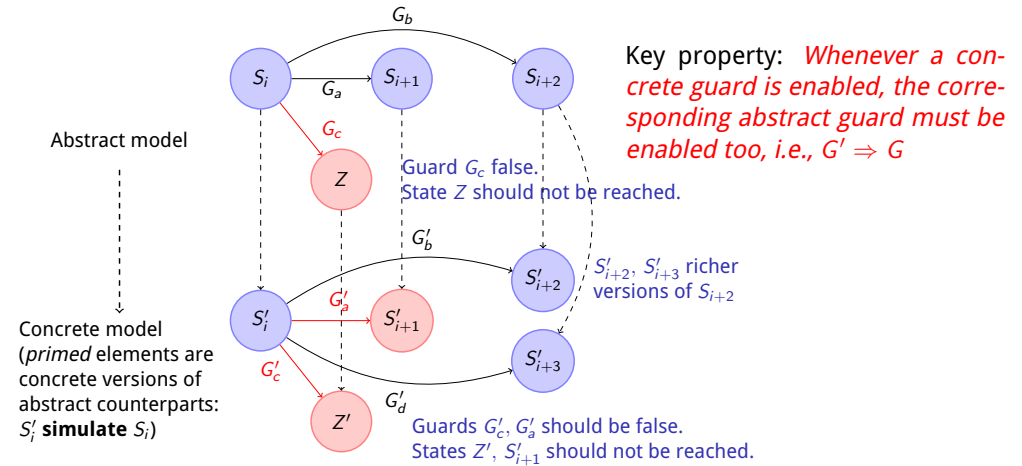 G_b
S_i
S_{i+1}
S_{i+2}
G_a
G_c
Z
Key property: Whenever a con-
crete guard is enabled, the corre-
sponding abstract guard must be
enabled too, i.e., G′ ⇒ G
Abstract model
Guard G_c false.
State Z should not be reached.
G′_b
S′_{i+2}
S′_{i+2}, S′_{i+3} richer
versions of S_{i+2}
G′_a
S′_i
S′_{i+1}
S′_{i+3}
G′_c
G′_d
Z′
Concrete model
(primed elements are
concrete versions of
abstract counterparts:
S′_i simulate S_i)
Guards G′_c, G′_a should be false.
States Z′, S′_{i+1} should not be reached.